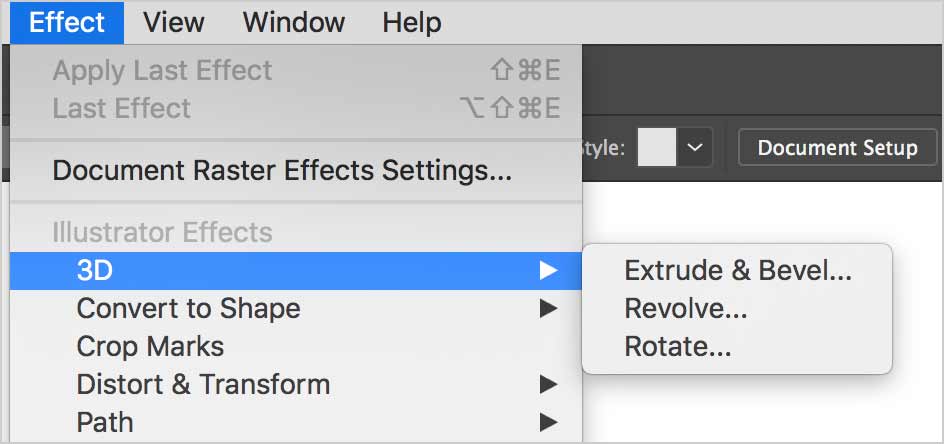 Effect View Window Help
Apply Last Effect ⇧⌘E
Last Effect ⌥⇧⌘E
Document Raster Effects Settings...
Style: Document Setup
Illustrator Effects
3D
Extrude & Bevel...
Convert to Shape
Revolve...
Crop Marks
Rotate...
Distort & Transform
Path